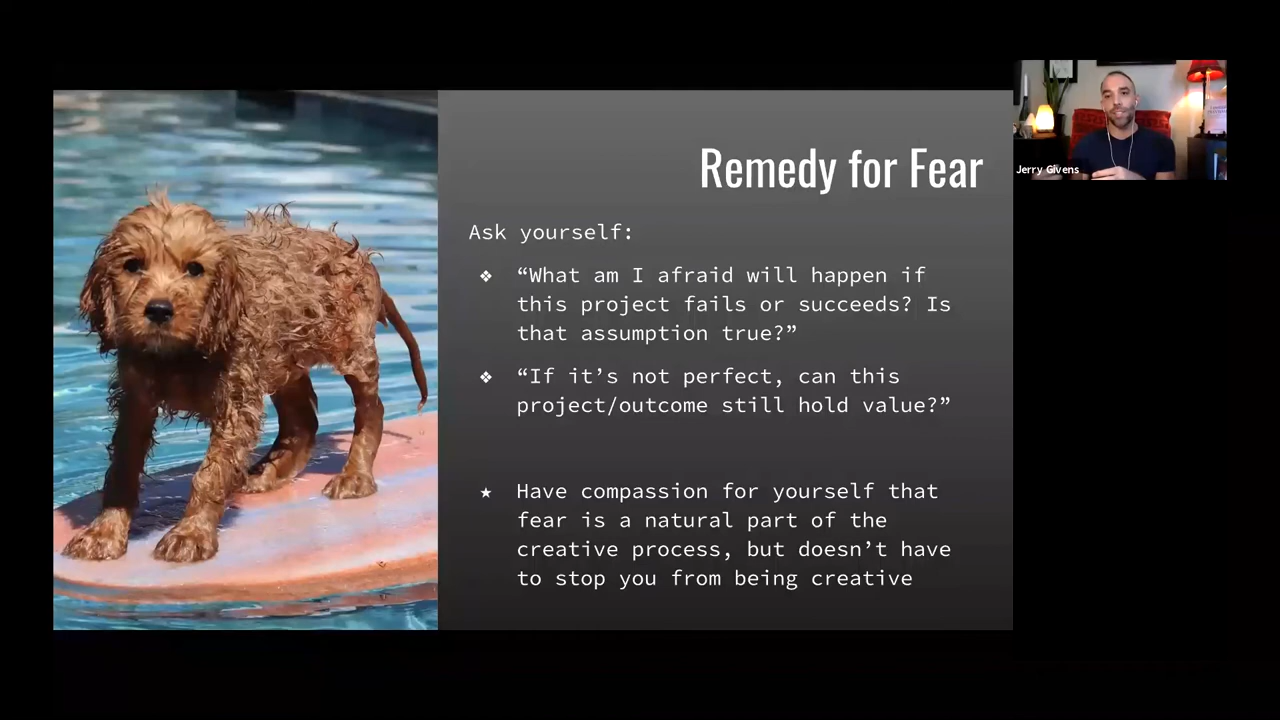 Remedy for Fear
Ask yourself:
❖ “What am I afraid will happen if
this project fails or succeeds? Is
that assumption true?”
❖ “If it’s not perfect, can this
project/outcome still hold value?”
★ Have compassion for yourself that
fear is a natural part of the
creative process, but doesn’t have
to stop you from being creative
Jerry Givens